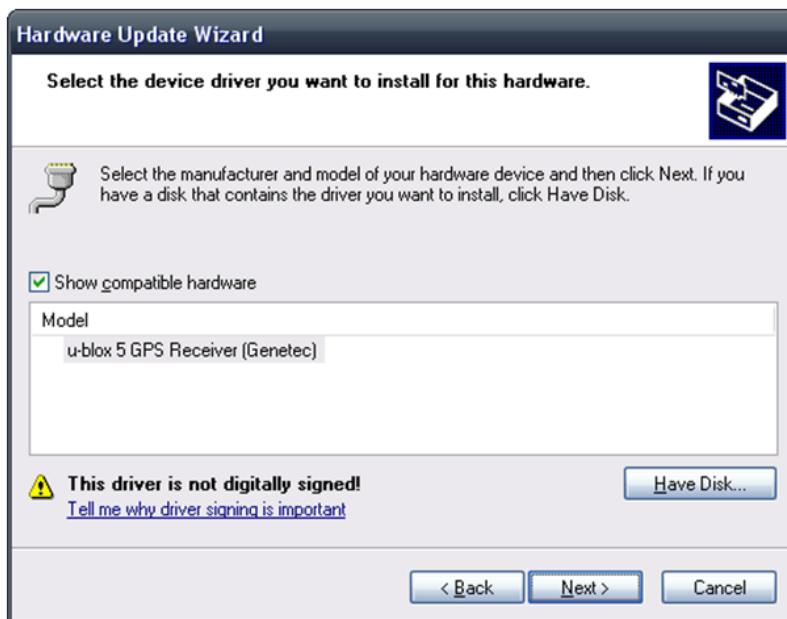 Hardware Update Wizard
Select the device driver you want to install for this hardware.
Select the manufacturer and model of your hardware device and then click Next. If you
have a disk that contains the driver you want to install, click Have Disk.
Show compatible hardware
Model
u-blox 5 GPS Receiver (Genetec)
This driver is not digitally signed!
Have Disk...
Tell me why driver signing is important
< Back
Next >
Cancel